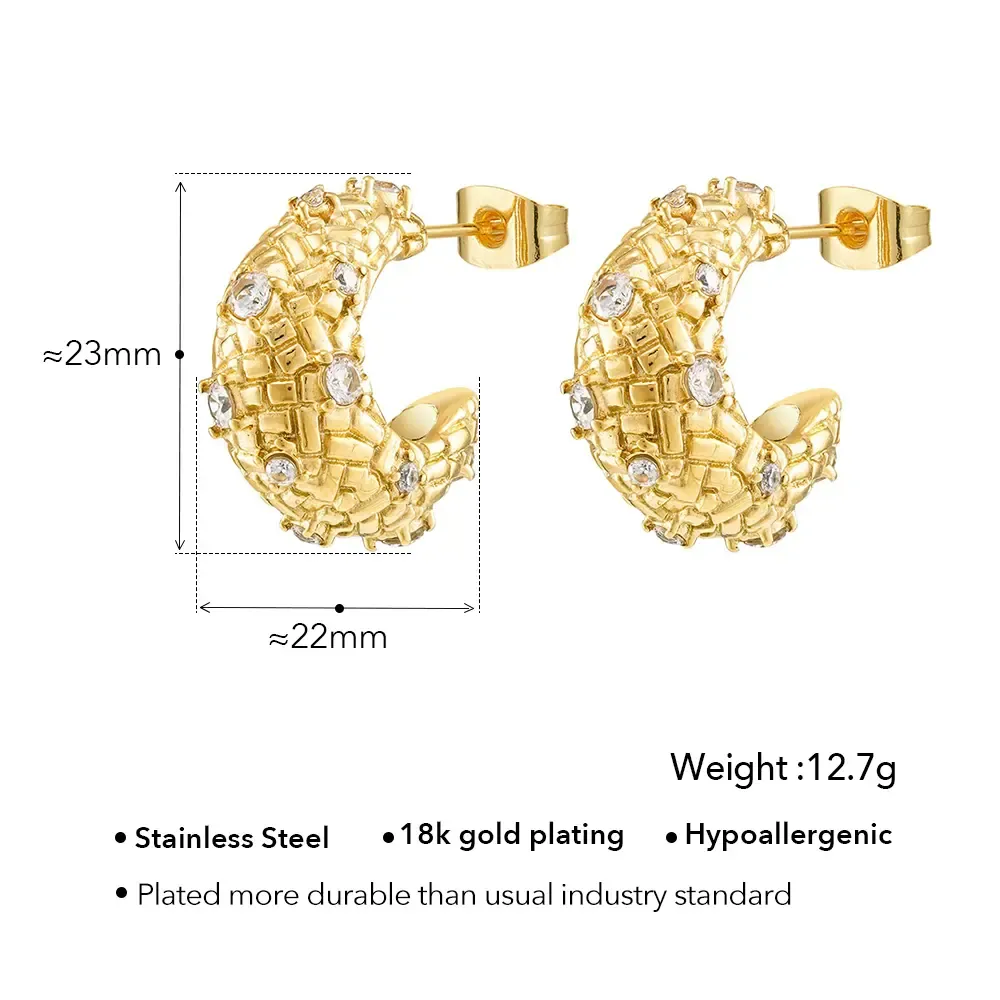 ≈23mm
≈22mm
Weight :12.7g
• Stainless Steel
• 18k gold plating
• Hypoallergenic
• Plated more durable than usual industry standard